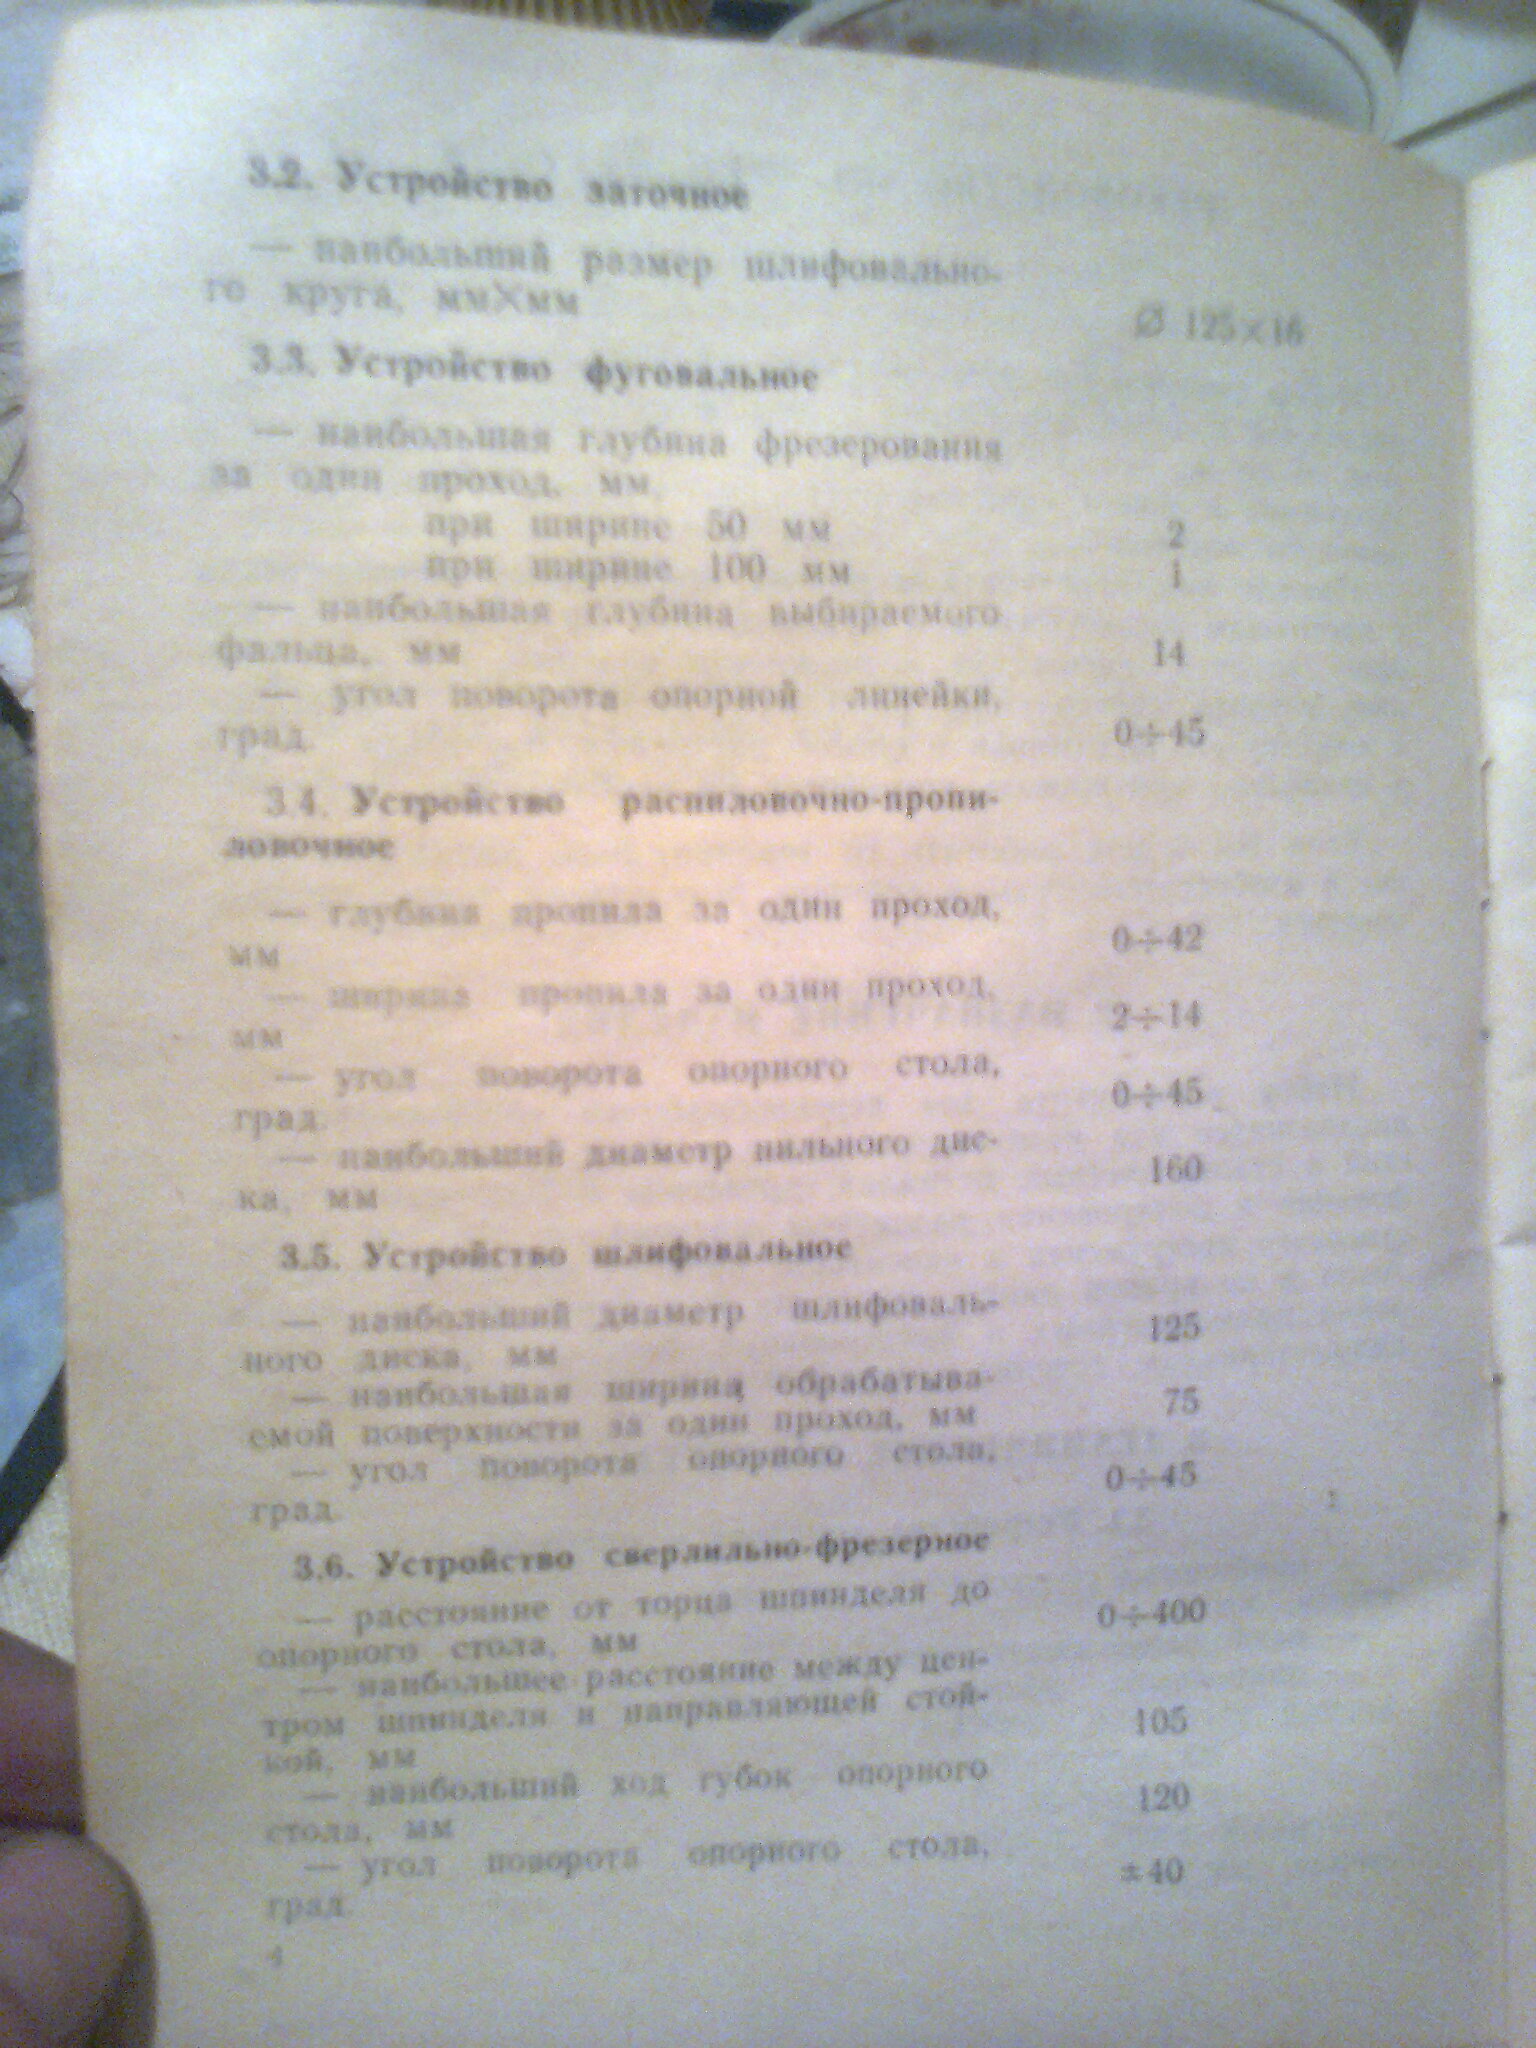 3.2. Устройство заточное
— наибольший размер шлифовально-
го круга, мм×мм
∅ 125×16
3.3. Устройство фуговальное
— наибольшая глубина фрезерования
за один проход, мм
при ширине 50 мм 2
при ширине 100 мм 1
— наибольшая глубина выбираемого
фальца, мм 14
— угол поворота опорной линейки,
град. 0÷45
3.4. Устройство распиловочно-пропи-
ловочное
— глубина пропила за один проход,
мм 0÷42
— ширина пропила за один проход,
мм 2÷14
— угол поворота опорного стола,
град. 0÷45
— наибольший диаметр пильного дис-
ка, мм 160
3.5. Устройство шлифовальное
— наибольший диаметр шлифоваль-
ного диска, мм 125
— наибольшая ширина обрабатыва-
емой поверхности за один проход, мм 75
— угол поворота опорного стола,
град. 0÷45
3.6. Устройство сверлильно-фрезерное
— расстояние от торца шпинделя до
опорного стола, мм 0÷400
— наибольшее расстояние между цен-
тром шпинделя и направляющей стой-
кой, мм 105
— наибольший ход губок опорного
стола, мм 120
— угол поворота опорного стола,
град. ±40
4